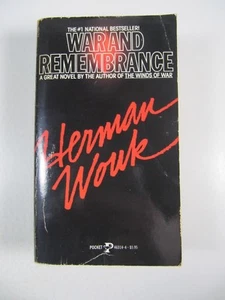 THE #1 NATIONAL BESTSELLER!
WAR AND
REMEMBRANCE
A GREAT NOVEL BY THE AUTHOR OF THE WINDS OF WAR
Herman
Wouk
POCKET